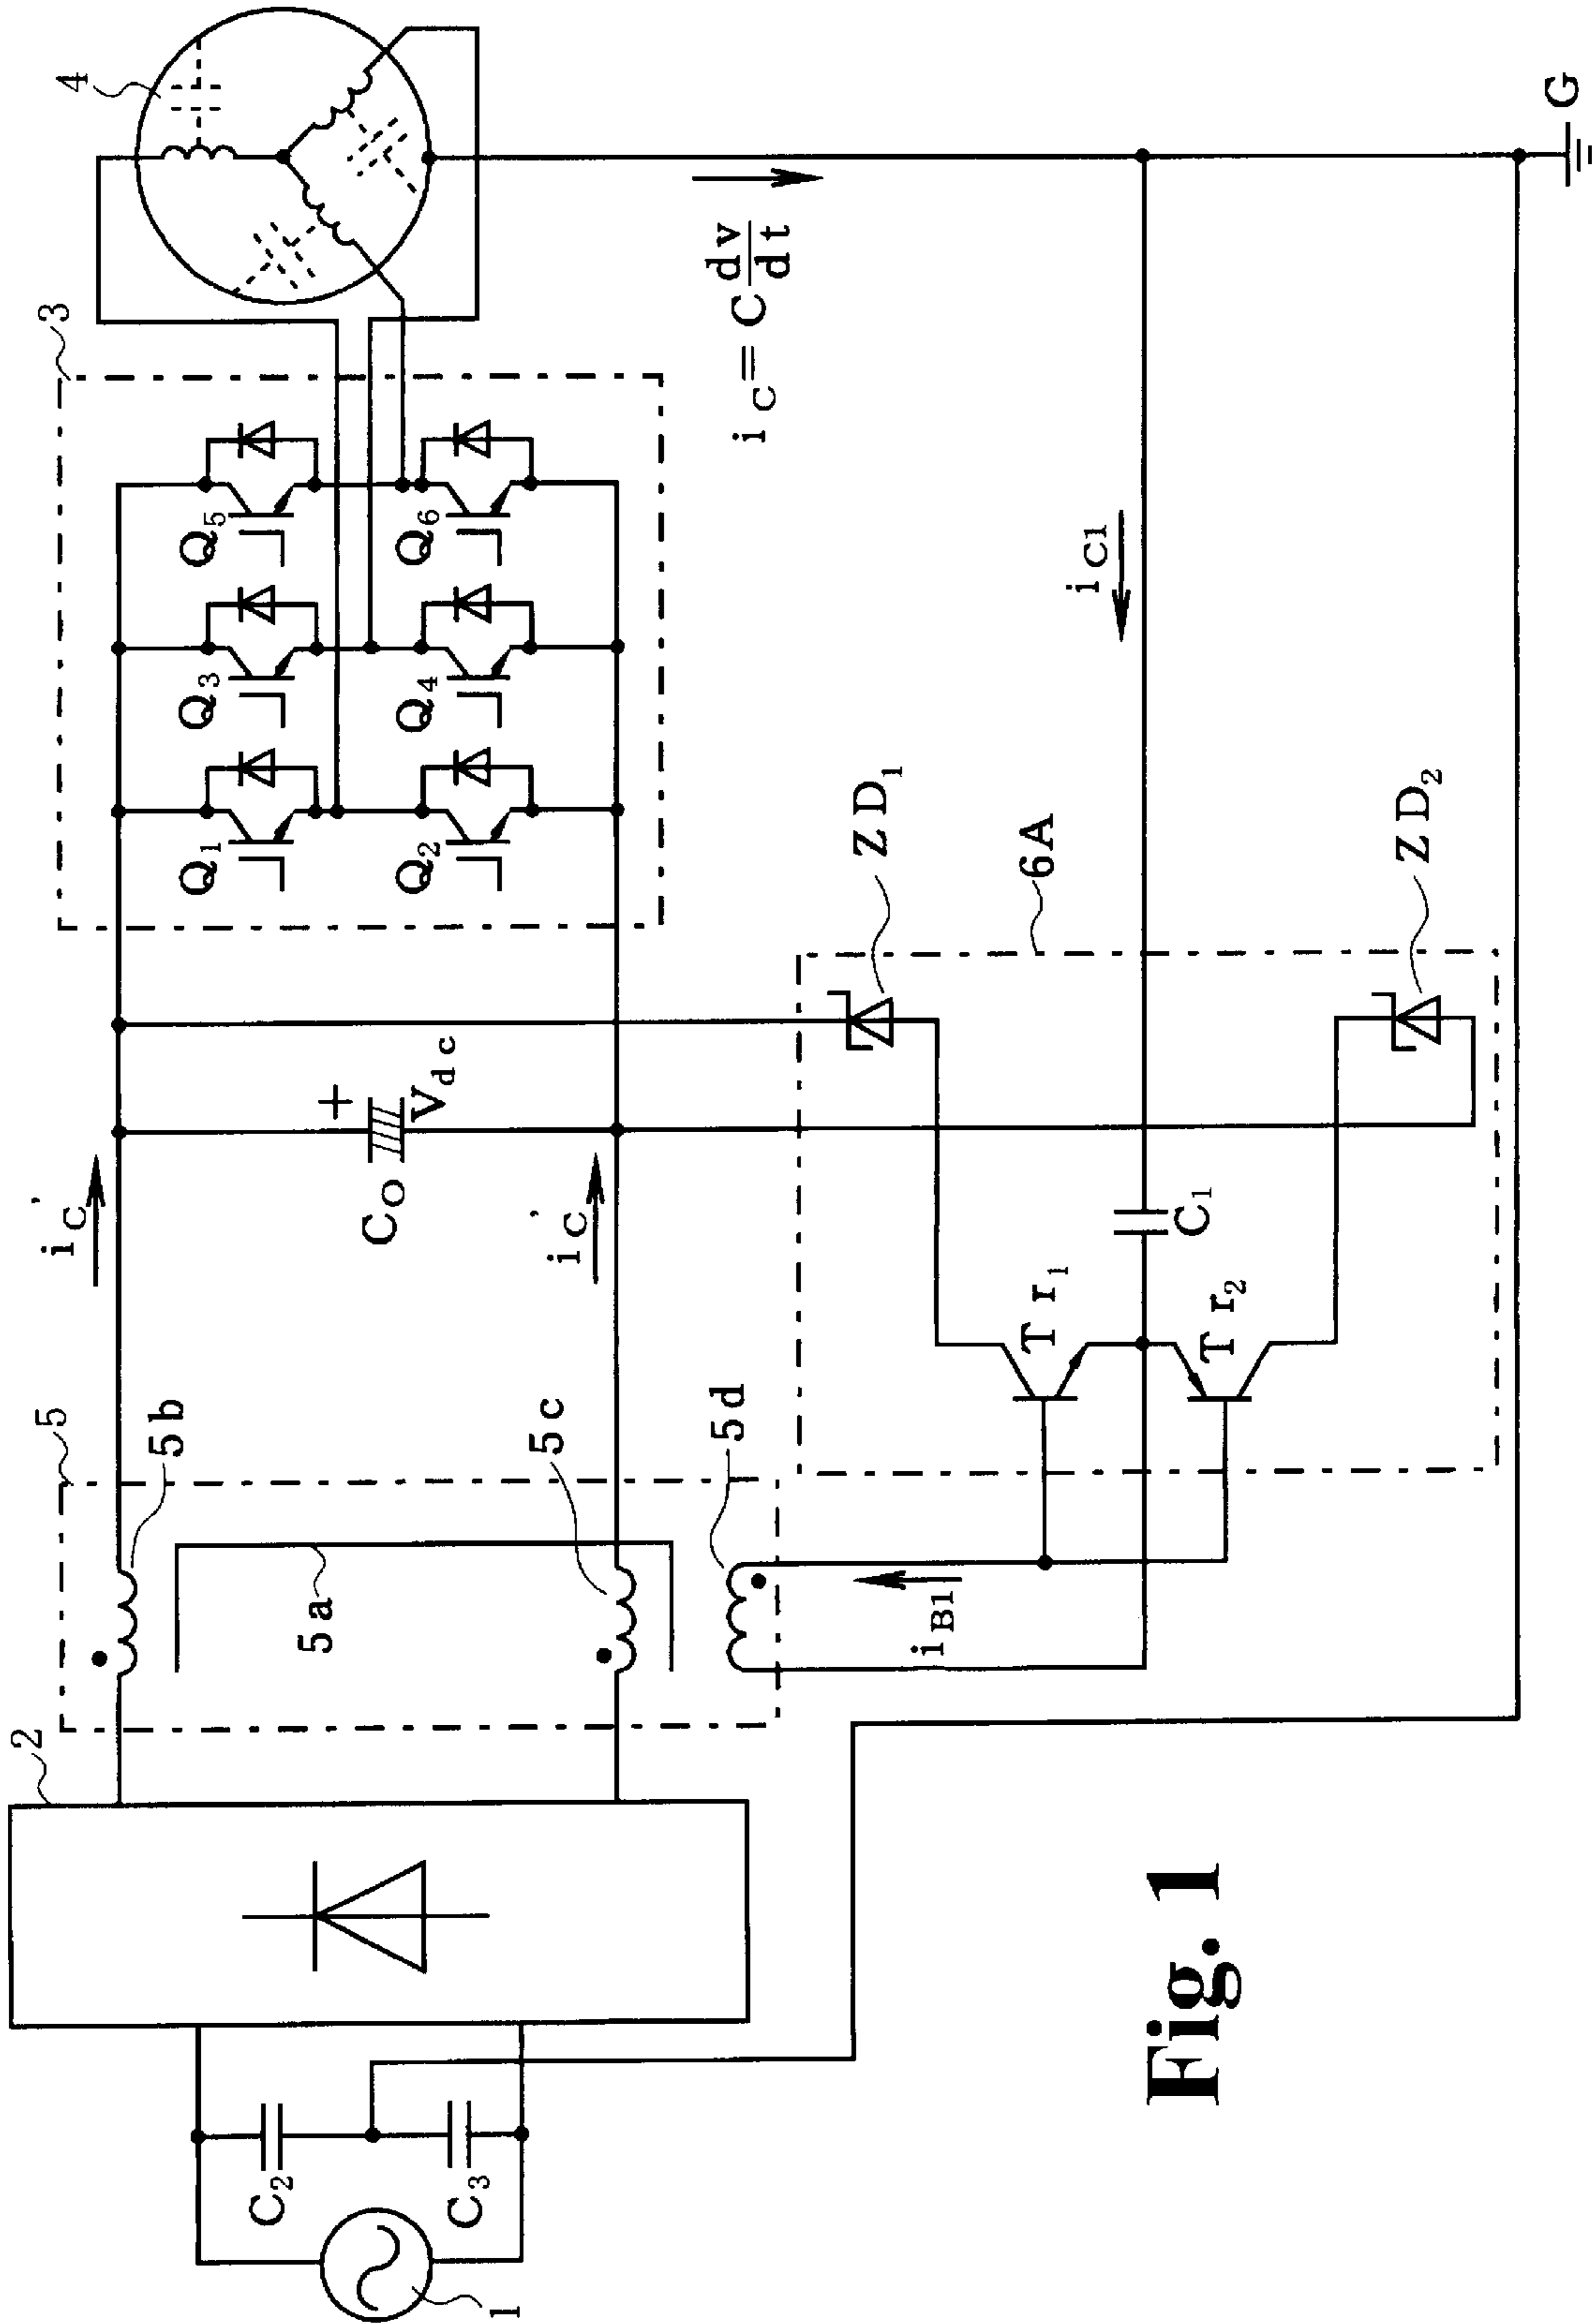 1
C2
C3
2
5
5b
5a
5c
5d
iB1
iC'
iC'
CO
+
Vdc
3
Q1
Q2
Q3
Q4
Q5
Q6
4
iC = C dv/dt
iC1
6A
ZD1
ZD2
C1
Tr1
Tr2
G
Fig. 1